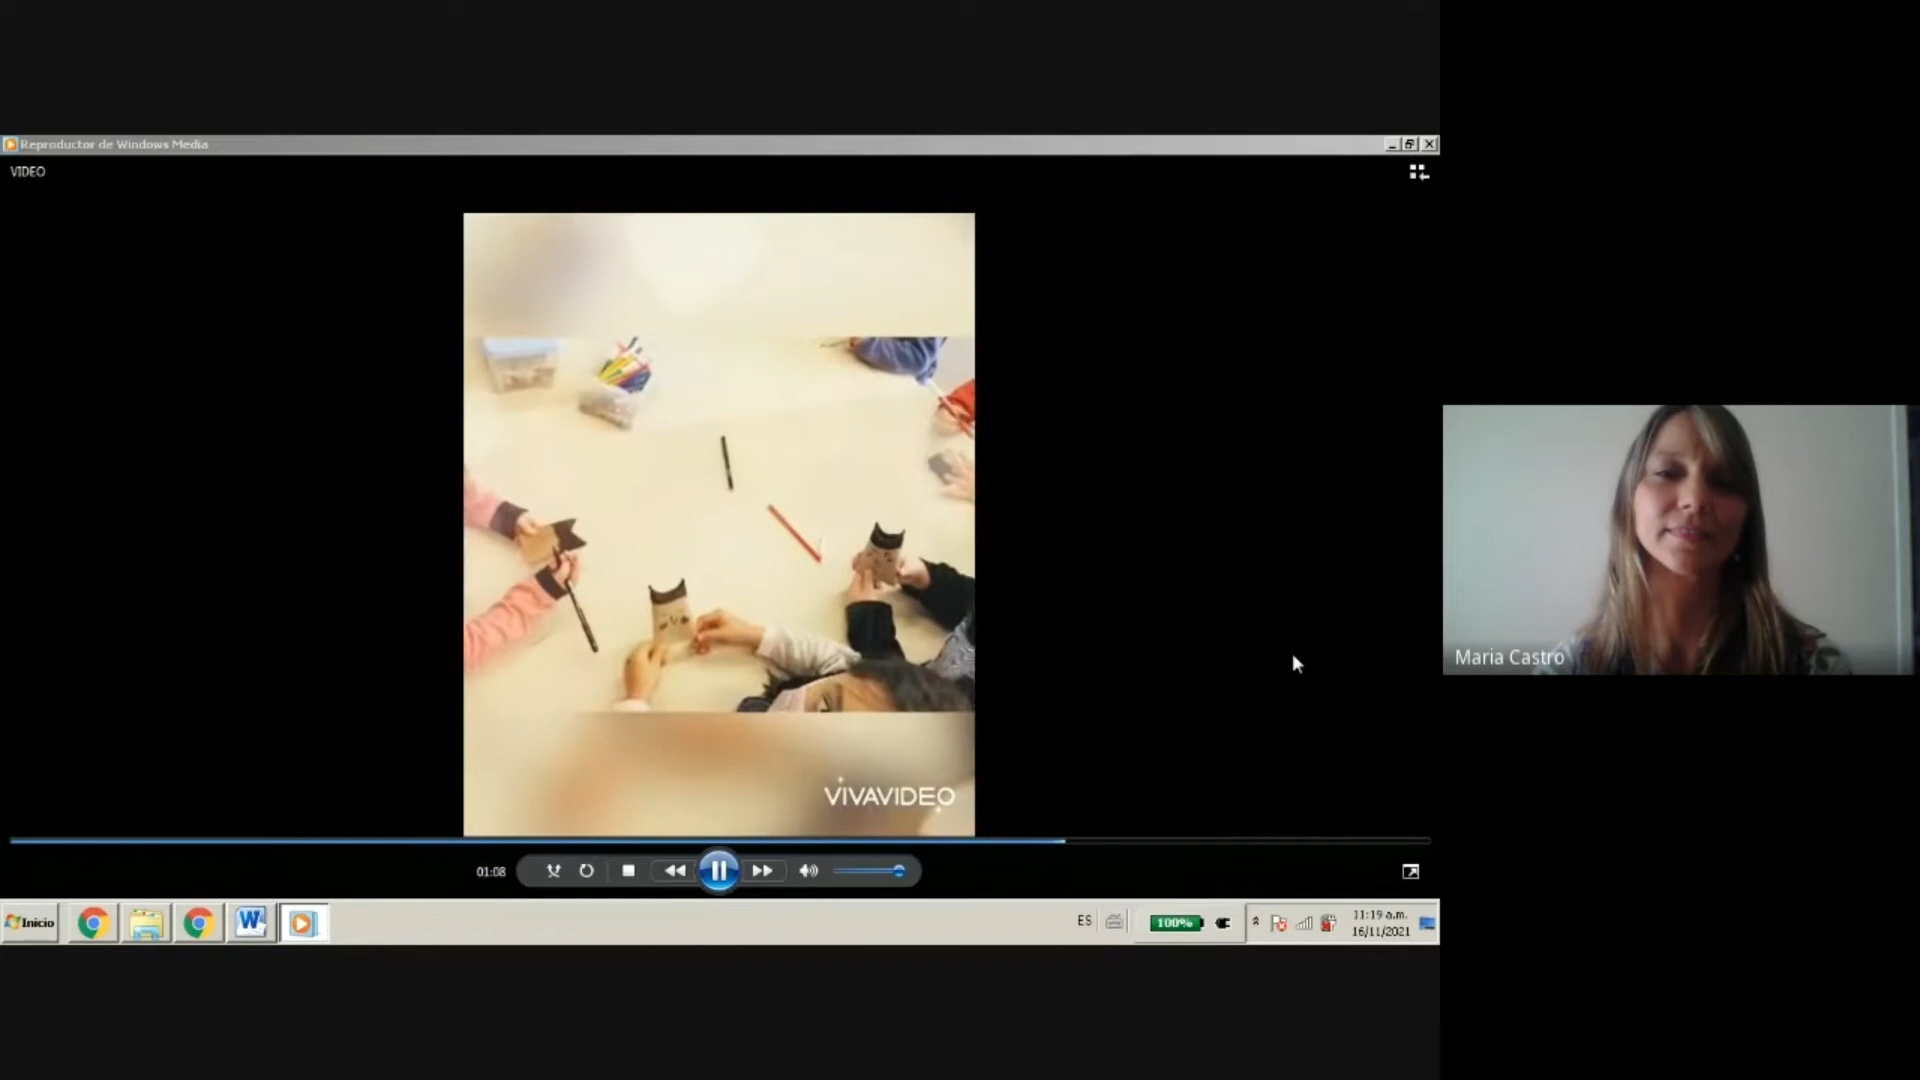 Reproductor de Windows Media
VIDEO
VIVAVIDEO
Maria Castro
01:08
Inicio
ES
100%
11:19 a.m.
16/11/2021